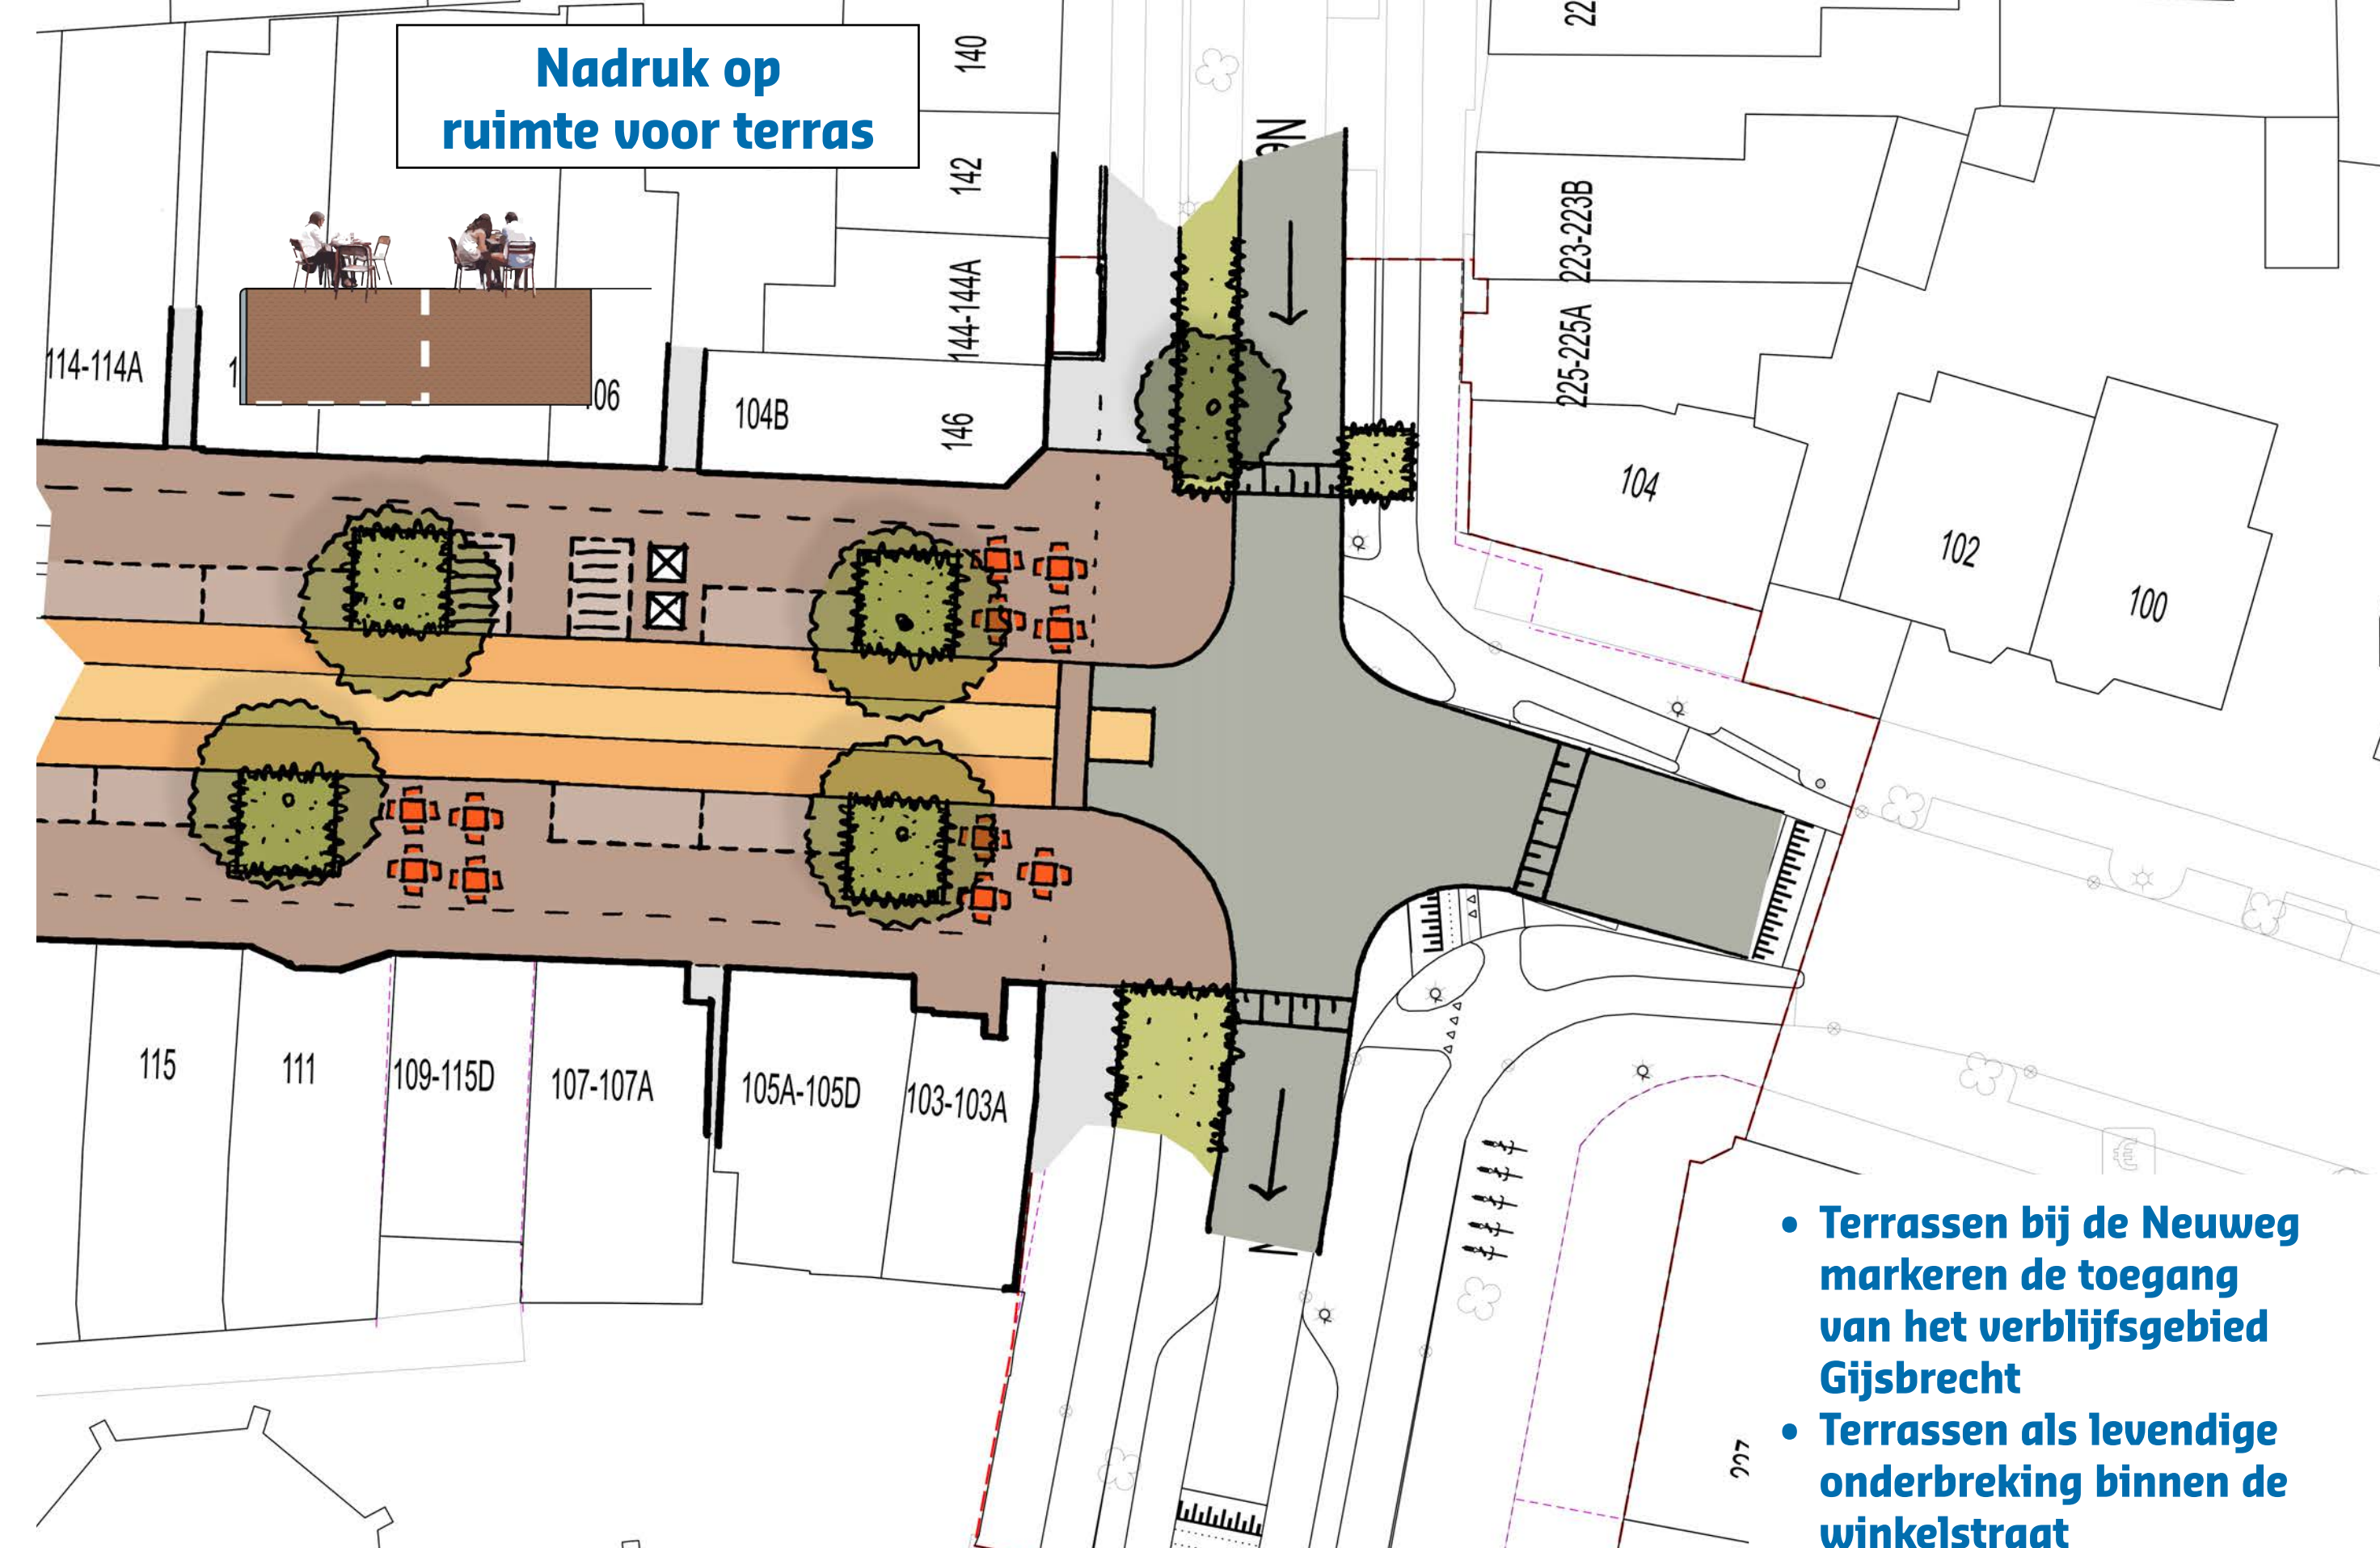 Nadruk op
ruimte voor terras
140
142
144-144A
146
22
223-223B
225-225A
114-114A
1
06
104B
104
102
100
115
111
109-115D
107-107A
105A-105D
103-103A
€
• Terrassen bij de Neuweg
markeren de toegang
van het verblijfsgebied
Gijsbrecht
• Terrassen als levendige
onderbreking binnen de
winkelstraat